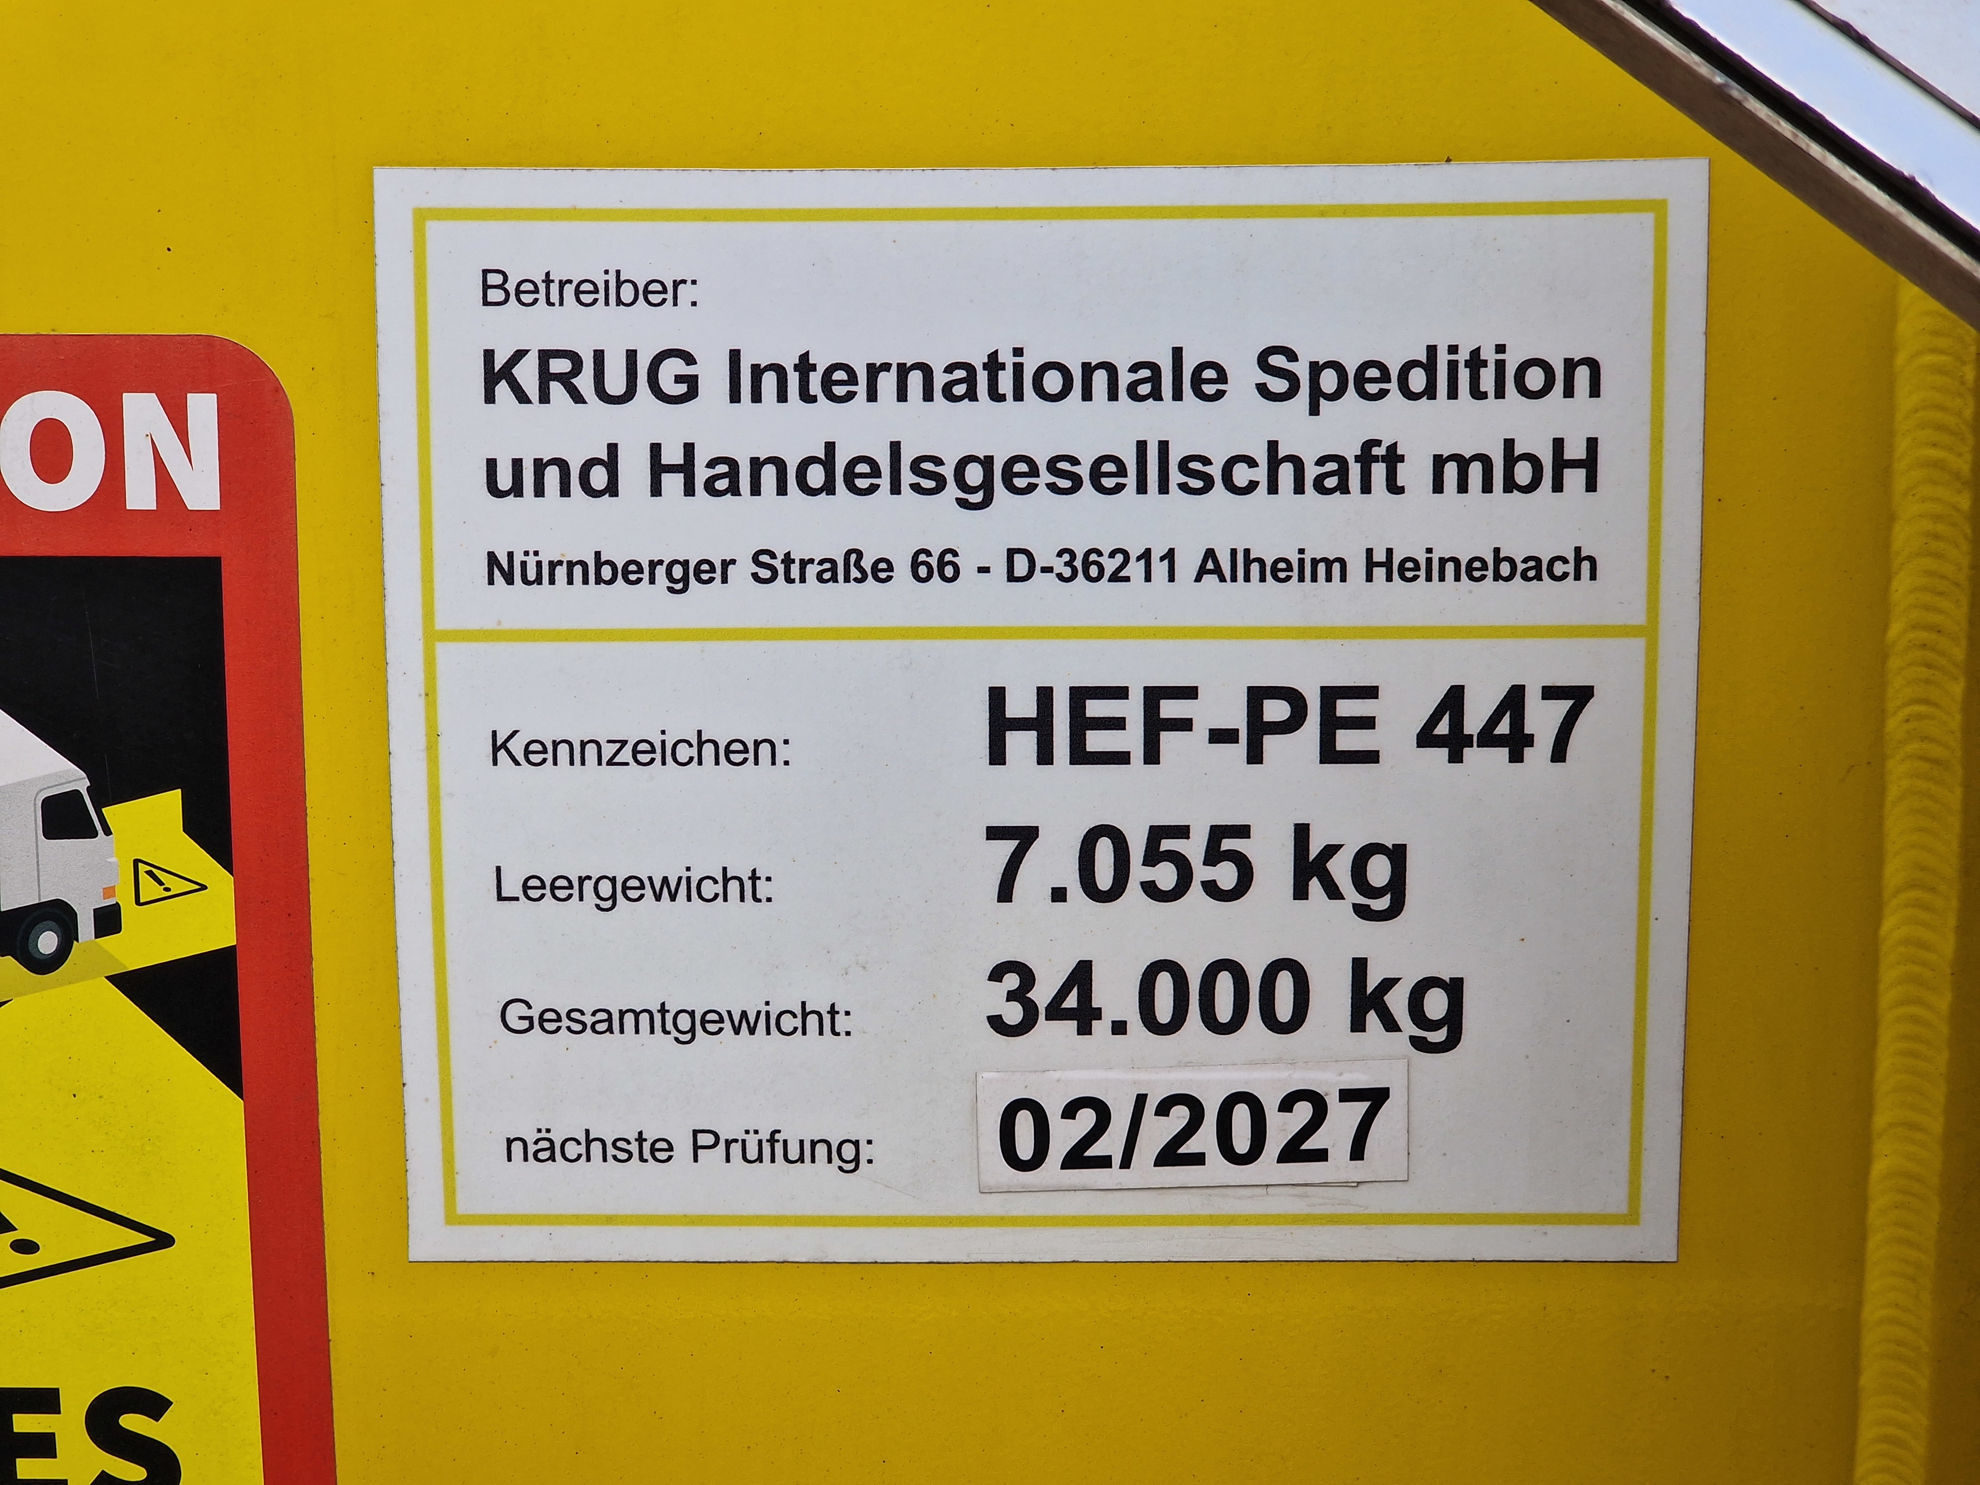 Betreiber:
KRUG Internationale Spedition
und Handelsgesellschaft mbH
Nürnberger Straße 66 - D-36211 Alheim Heinebach
Kennzeichen: HEF-PE 447
Leergewicht: 7.055 kg
Gesamtgewicht: 34.000 kg
nächste Prüfung: 02/2027
ON
ES